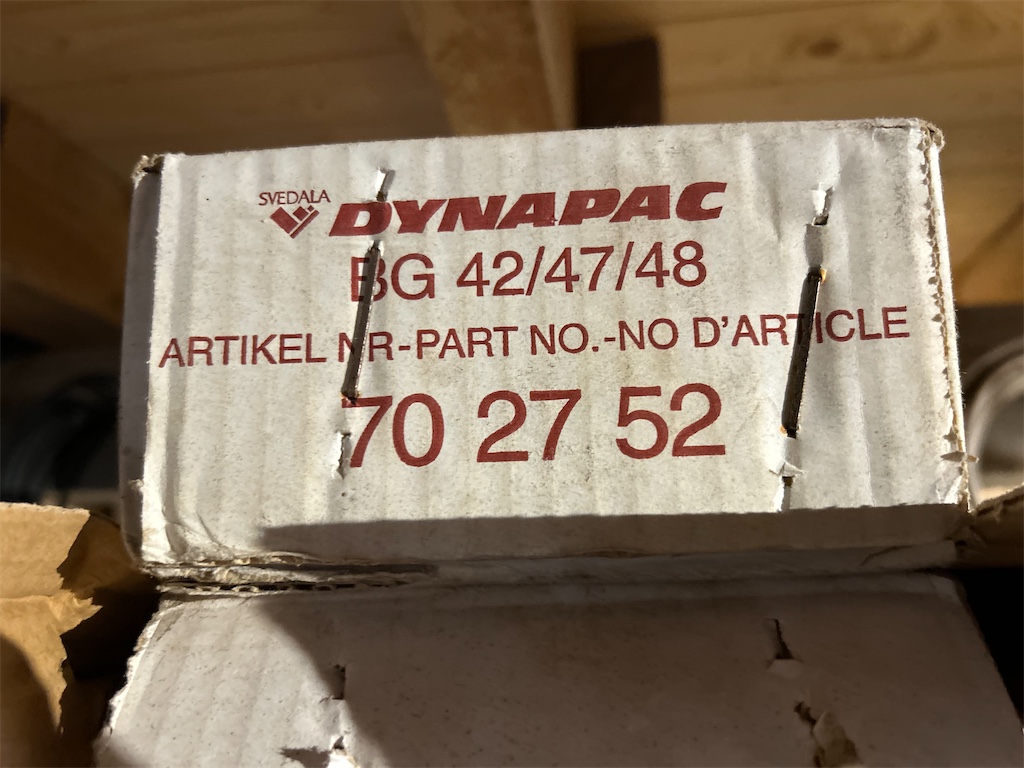 SVEDALA DYNAPAC
BG 42/47/48
ARTIKEL NR-PART NO.-NO D'ARTICLE
70 27 52